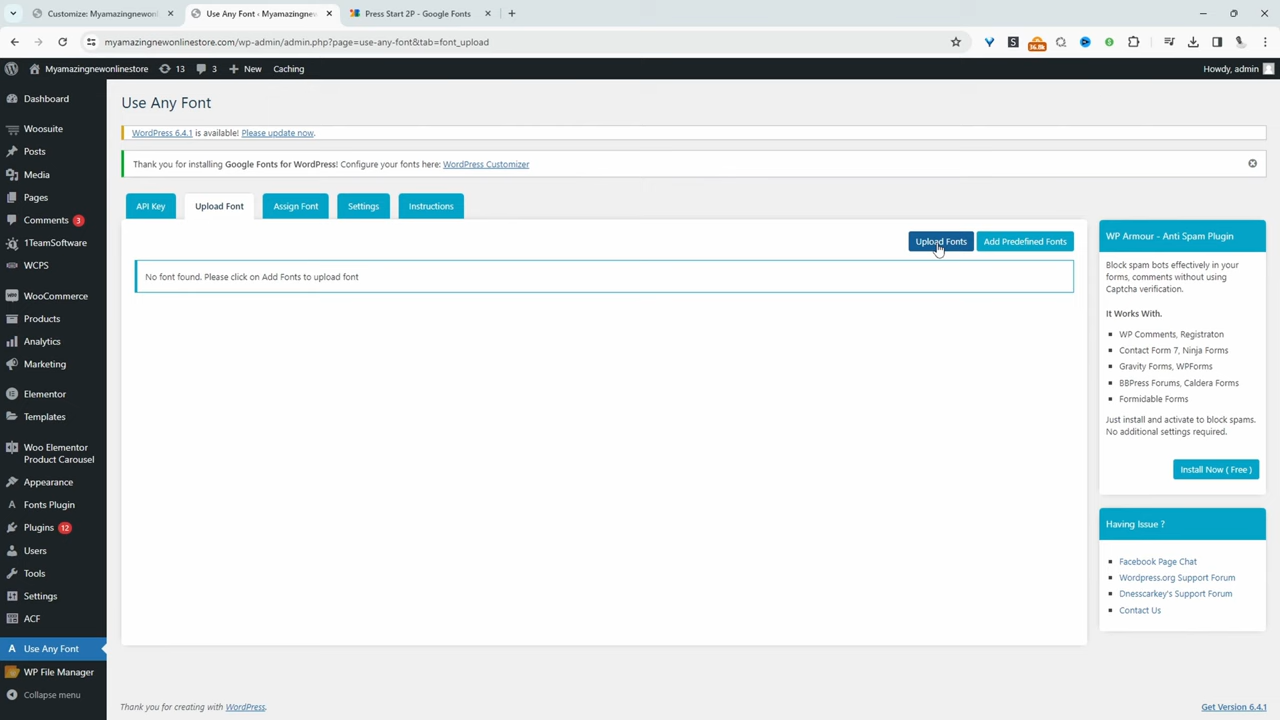 Customize: Myamazingnewonlin
Use Any Font ‹ Myamazingnewo
Press Start 2P - Google Fonts
myamazingnewonlinestore.com/wp-admin/admin.php?page=use-any-font&tab=font_upload
16.9k
Myamazingnewonlinestore
13
3
New
Caching
Howdy, admin
Dashboard
Woosuite
Posts
Media
Pages
Comments 3
1TeamSoftware
WCPS
WooCommerce
Products
Analytics
Marketing
Elementor
Templates
Woo Elementor
Product Carousel
Appearance
Fonts Plugin
Plugins 12
Users
Tools
Settings
ACF
Use Any Font
WP File Manager
Collapse menu
Use Any Font
WordPress 6.4.1 is available! Please update now.
Thank you for installing Google Fonts for WordPress! Configure your fonts here: WordPress Customizer
API Key
Upload Font
Assign Font
Settings
Instructions
Upload Fonts
Add Predefined Fonts
No font found. Please click on Add Fonts to upload font
WP Armour - Anti Spam Plugin
Block spam bots effectively in your
forms, comments without using
Captcha verification.
It Works With.
WP Comments, Registraton
Contact Form 7, Ninja Forms
Gravity Forms, WPForms
BBPress Forums, Caldera Forms
Formidable Forms
Just install and activate to block spams.
No additional settings required.
Install Now ( Free )
Having Issue ?
Facebook Page Chat
Wordpress.org Support Forum
Dnesscarkey's Support Forum
Contact Us
Thank you for creating with WordPress.
Get Version 6.4.1